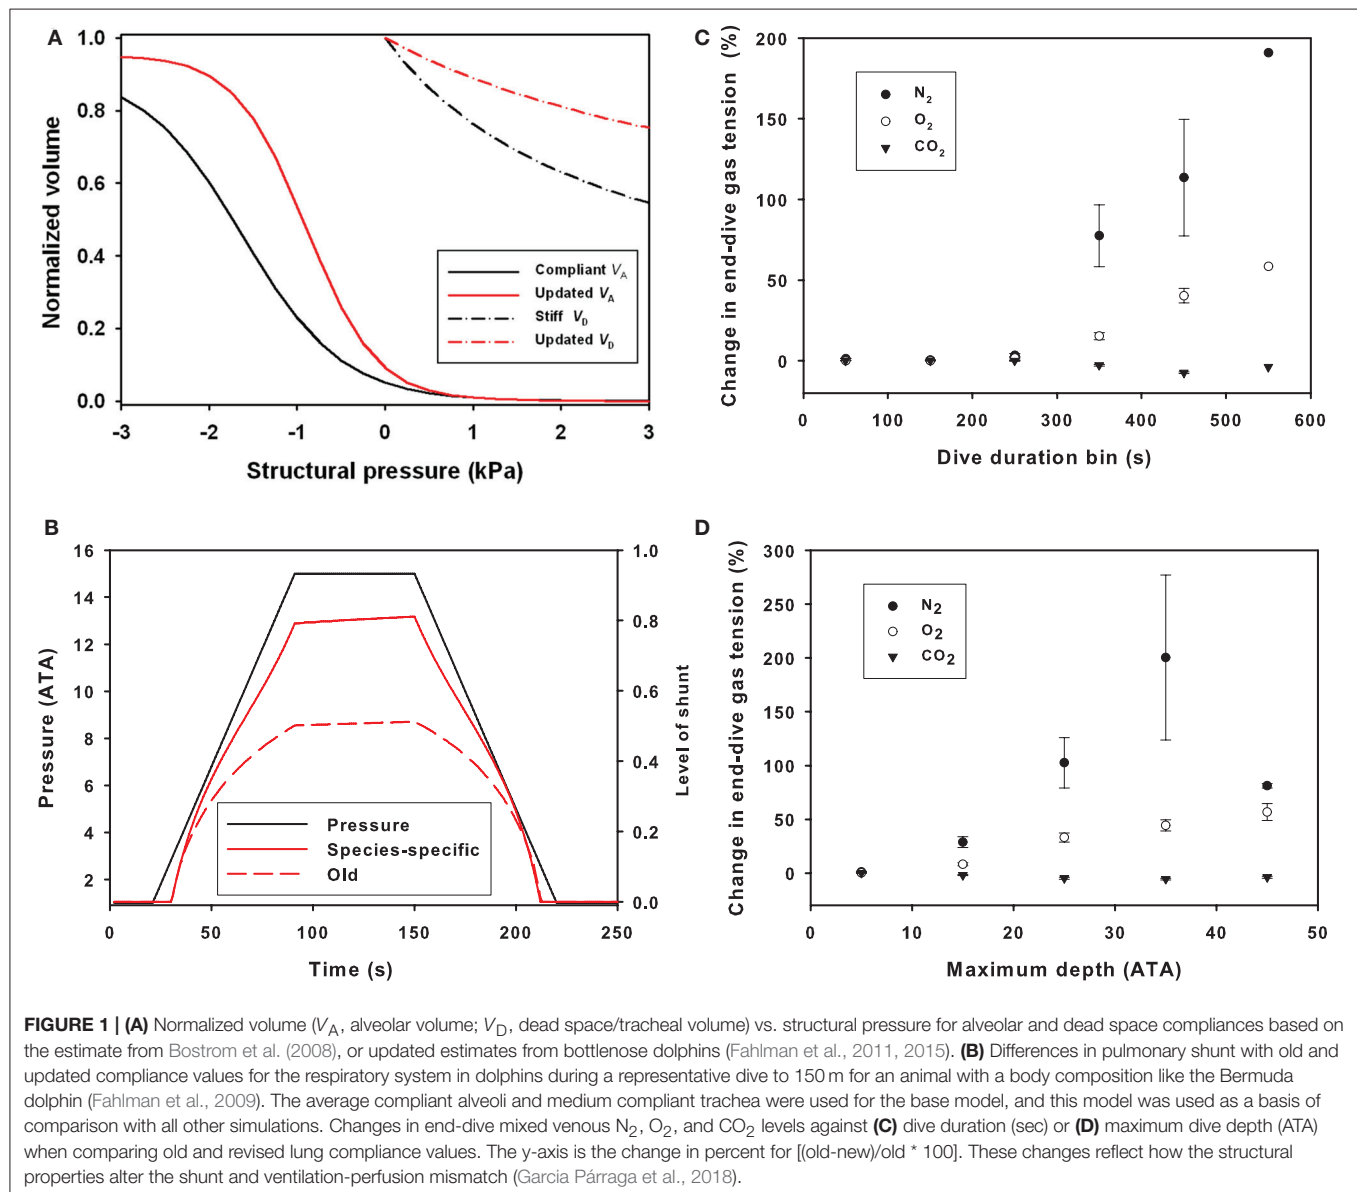 A
1.0
0.8
0.6
0.4
0.2
0.0
Normalized volume
Compliant VA
Updated VA
Stiff VD
Updated VD
-3 -2 -1 0 1 2 3
Structural pressure (kPa)
C
200
150
100
50
0
Change in end-dive gas tension (%)
N2
O2
CO2
0 100 200 300 400 500 600
Dive duration bin (s)
B
16
14
12
10
8
6
4
2
Pressure (ATA)
1.0
0.8
0.6
0.4
0.2
0.0
Level of shunt
Pressure
Species-specific
Old
0 50 100 150 200 250
Time (s)
D
300
250
200
150
100
50
0
Change in end-dive gas tension (%)
N2
O2
CO2
0 10 20 30 40 50
Maximum depth (ATA)
FIGURE 1 | (A) Normalized volume (VA, alveolar volume; VD, dead space/tracheal volume) vs. structural pressure for alveolar and dead space compliances based on
the estimate from Bostrom et al. (2008), or updated estimates from bottlenose dolphins (Fahlman et al., 2011, 2015). (B) Differences in pulmonary shunt with old and
updated compliance values for the respiratory system in dolphins during a representative dive to 150 m for an animal with a body composition like the Bermuda
dolphin (Fahlman et al., 2009). The average compliant alveoli and medium compliant trachea were used for the base model, and this model was used as a basis of
comparison with all other simulations. Changes in end-dive mixed venous N2, O2, and CO2 levels against (C) dive duration (sec) or (D) maximum dive depth (ATA)
when comparing old and revised lung compliance values. The y-axis is the change in percent for [(old-new)/old * 100]. These changes reflect how the structural
properties alter the shunt and ventilation-perfusion mismatch (Garcia Párraga et al., 2018).